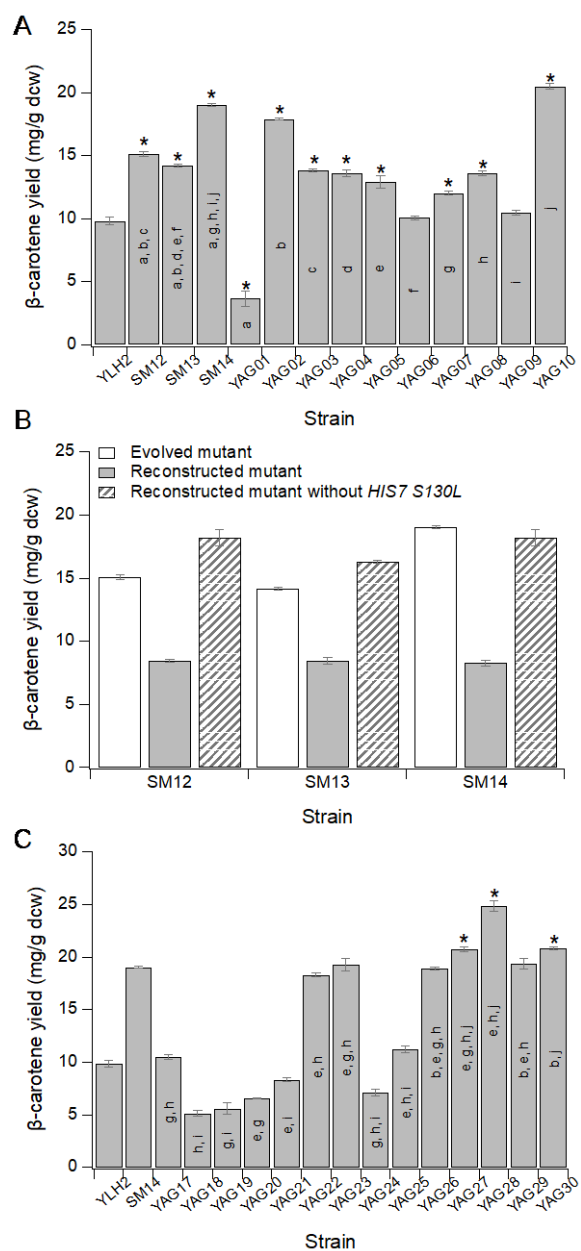 A
25
20
15
10
5
0
β-carotene yield (mg/g dcw)
* * * * * * * * * *
a, b, c
a, b, d, e, f
a, g, h, i, j
a
b
c
d
e
f
g
h
i
j
YLH2 SM12 SM13 SM14 YAG01 YAG02 YAG03 YAG04 YAG05 YAG06 YAG07 YAG08 YAG09 YAG10
Strain
B
25
20
15
10
5
0
β-carotene yield (mg/g dcw)
Evolved mutant
Reconstructed mutant
Reconstructed mutant without HIS7 S130L
SM12 SM13 SM14
Strain
C
30
25
20
15
10
5
0
β-carotene yield (mg/g dcw)
* * *
g, h
h, i
g, i
e, g
e, i
e, h
e, g, h
g, h, i
e, h, i
b, e, g, h
e, g, h, j
e, h, j
b, e, h
b, j
YLH2 SM14 YAG17 YAG18 YAG19 YAG20 YAG21 YAG22 YAG23 YAG24 YAG25 YAG26 YAG27 YAG28 YAG29 YAG30
Strain